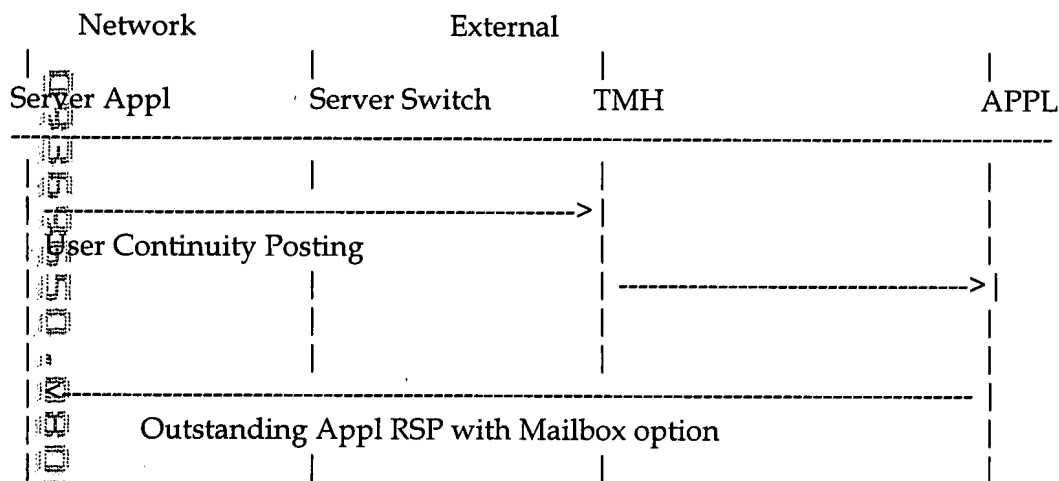 Network External
Server Appl Server Switch TMH APPL
User Continuity Posting
Outstanding Appl RSP with Mailbox option